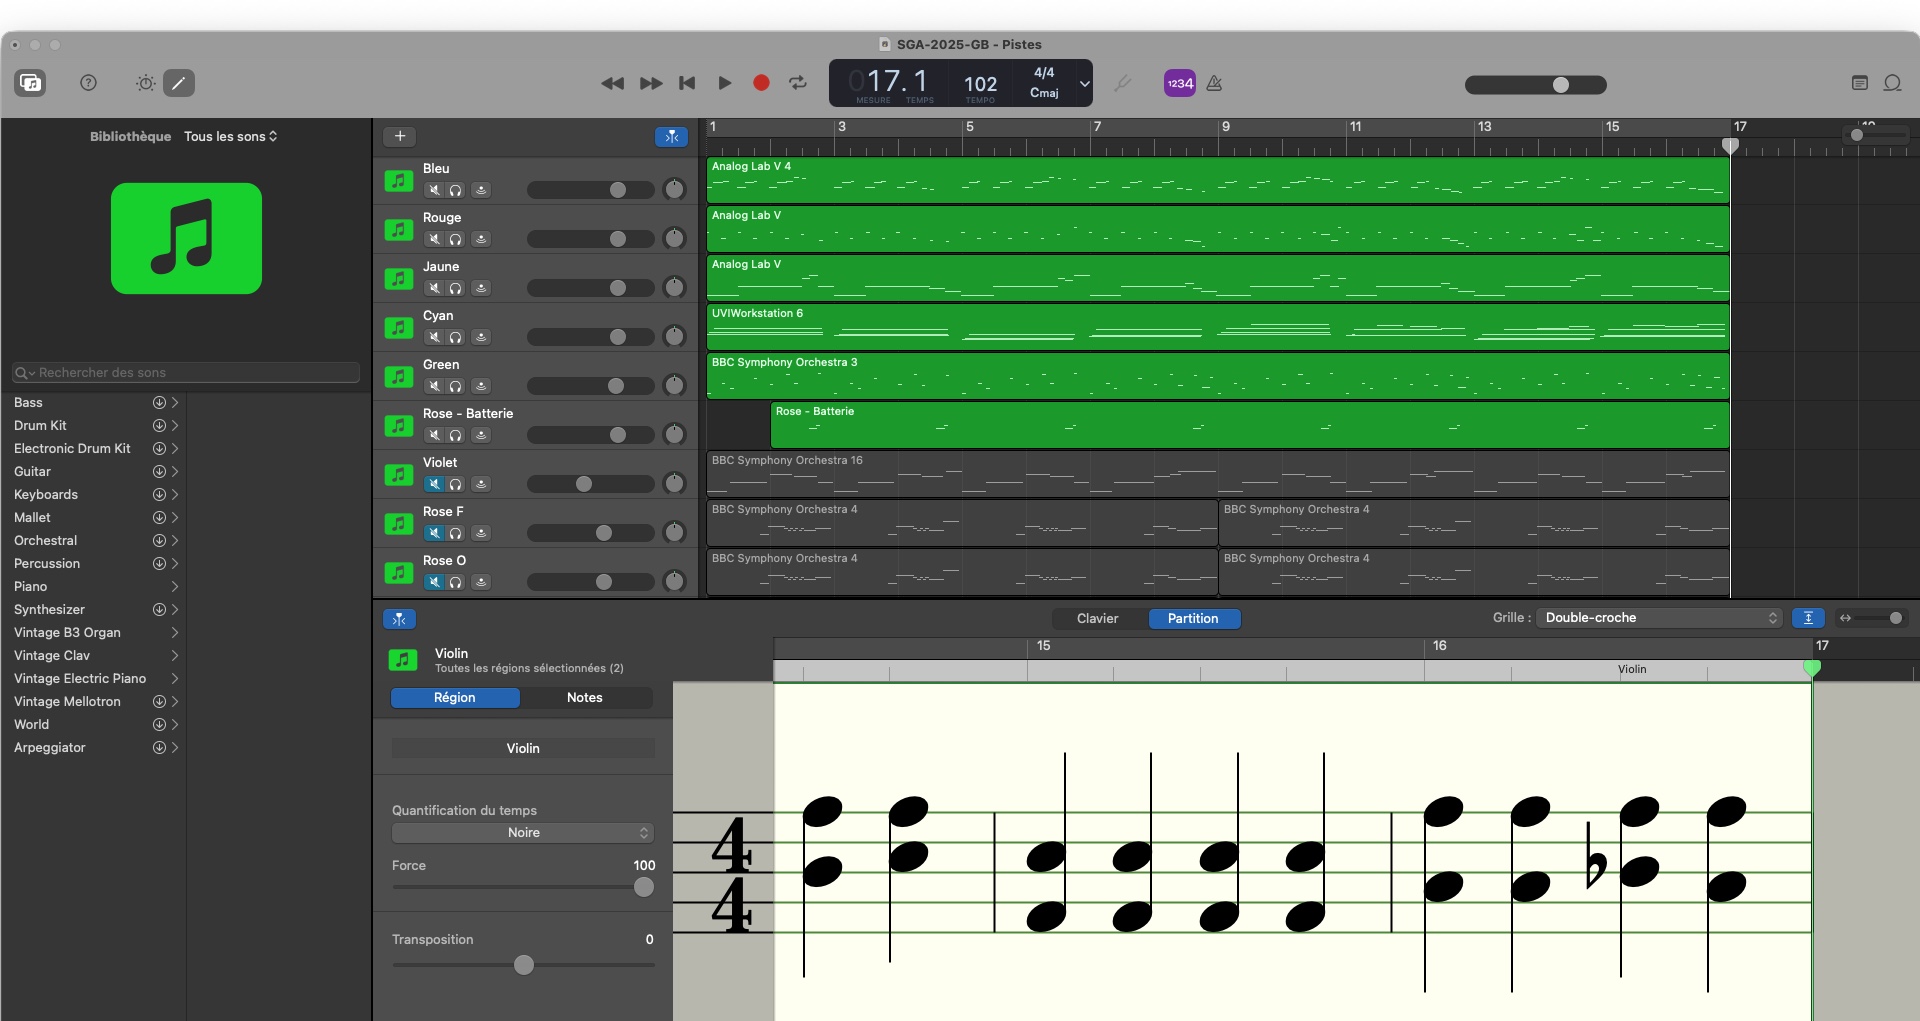 SGA-2025-GB - Pistes
017.1
MESURE TEMPS
102
TEMPO
4/4
Cmaj
1234
Bibliothèque Tous les sons
Rechercher des sons
Bass
Drum Kit
Electronic Drum Kit
Guitar
Keyboards
Mallet
Orchestral
Percussion
Piano
Synthesizer
Vintage B3 Organ
Vintage Clav
Vintage Electric Piano
Vintage Mellotron
World
Arpeggiator
1 3 5 7 9 11 13 15 17
Bleu
Analog Lab V 4
Rouge
Analog Lab V
Jaune
Analog Lab V
Cyan
UVIWorkstation 6
Green
BBC Symphony Orchestra 3
Rose - Batterie
Rose - Batterie
Violet
BBC Symphony Orchestra 16
Rose F
BBC Symphony Orchestra 4 BBC Symphony Orchestra 4
Rose O
BBC Symphony Orchestra 4 BBC Symphony Orchestra 4
Clavier Partition
Grille : Double-croche
Violin
Toutes les régions sélectionnées (2)
Région Notes
Violin
Quantification du temps
Noire
Force 100
Transposition 0
15 16 17
Violin
4
4